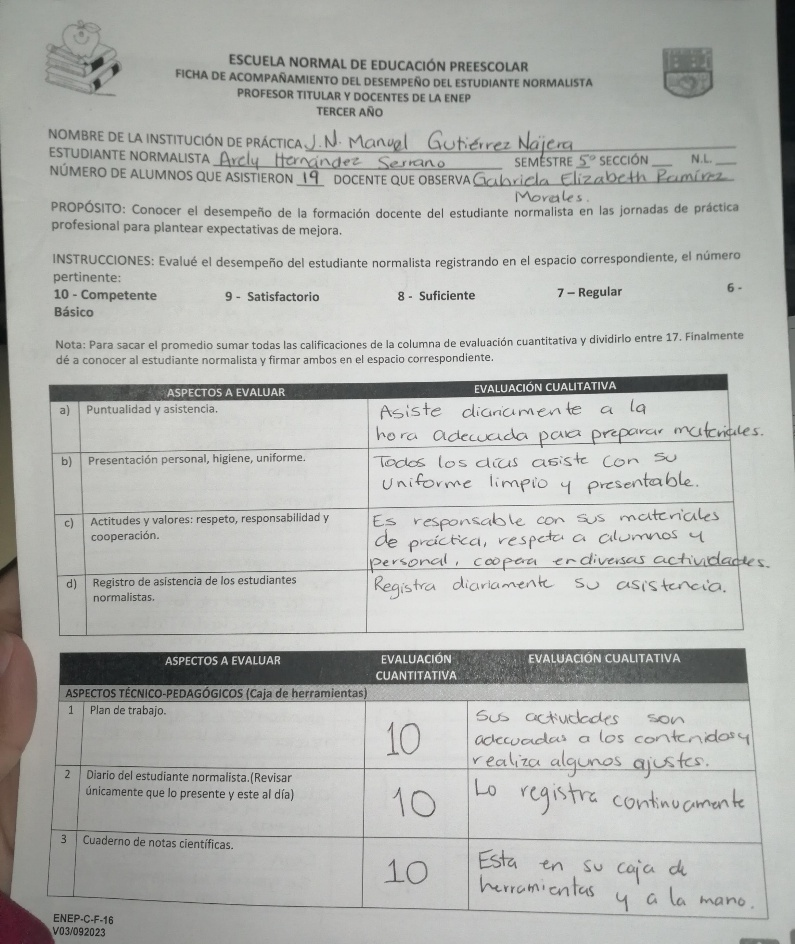 ESCUELA NORMAL DE EDUCACIÓN PREESCOLAR
FICHA DE ACOMPAÑAMIENTO DEL DESEMPEÑO DEL ESTUDIANTE NORMALISTA
PROFESOR TITULAR Y DOCENTES DE LA ENEP
TERCER AÑO
NOMBRE DE LA INSTITUCIÓN DE PRÁCTICA J.N. Manuel Gutiérrez Nájera
ESTUDIANTE NORMALISTA Arely Hernández Serrano SEMESTRE 5° SECCIÓN ___ N.L. ___
NÚMERO DE ALUMNOS QUE ASISTIERON 19 DOCENTE QUE OBSERVA Gabriela Elizabeth Ramírez
Morales.
PROPÓSITO: Conocer el desempeño de la formación docente del estudiante normalista en las jornadas de práctica
profesional para plantear expectativas de mejora.
INSTRUCCIONES: Evalué el desempeño del estudiante normalista registrando en el espacio correspondiente, el número
pertinente:
10 - Competente 9 - Satisfactorio 8 - Suficiente 7 – Regular 6 -
Básico
Nota: Para sacar el promedio sumar todas las calificaciones de la columna de evaluación cuantitativa y dividirlo entre 17. Finalmente
dé a conocer al estudiante normalista y firmar ambos en el espacio correspondiente.
ASPECTOS A EVALUAR EVALUACIÓN CUALITATIVA
a) Puntualidad y asistencia. Asiste diariamente a la
hora adecuada para preparar materiales.
b) Presentación personal, higiene, uniforme. Todos los días asiste con su
uniforme limpio y presentable.
c) Actitudes y valores: respeto, responsabilidad y Es responsable con sus materiales
cooperación. de práctica, respeta a alumnos y
personal, coopera en diversas actividades.
d) Registro de asistencia de los estudiantes Registra diariamente su asistencia.
normalistas.
ASPECTOS A EVALUAR EVALUACIÓN EVALUACIÓN CUALITATIVA
CUANTITATIVA
ASPECTOS TÉCNICO-PEDAGÓGICOS (Caja de herramientas)
1 Plan de trabajo. 10 Sus actividades son
adecuadas a los contenidos y
realiza algunos ajustes.
2 Diario del estudiante normalista.(Revisar 10 Lo registra continuamente
únicamente que lo presente y este al día)
3 Cuaderno de notas científicas. 10 Esta en su caja de
herramientas y a la mano.
ENEP-C-F-16
V03/092023